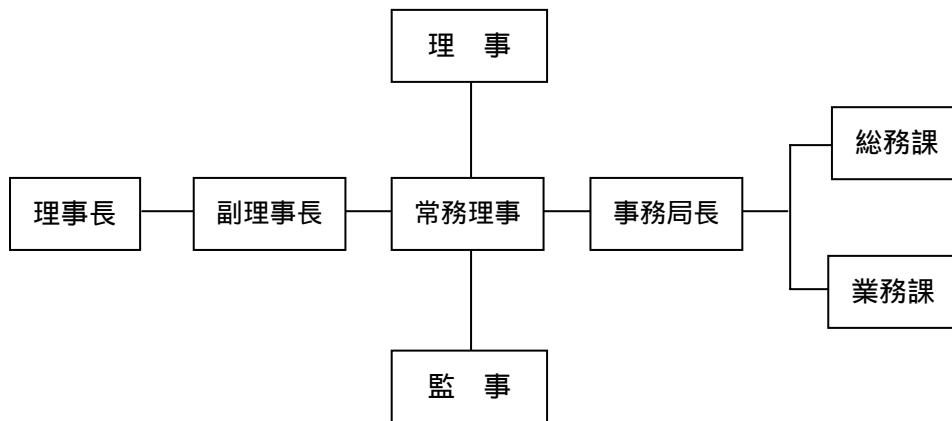 理　事
総務課
理事長
副理事長
常務理事
事務局長
業務課
監　事